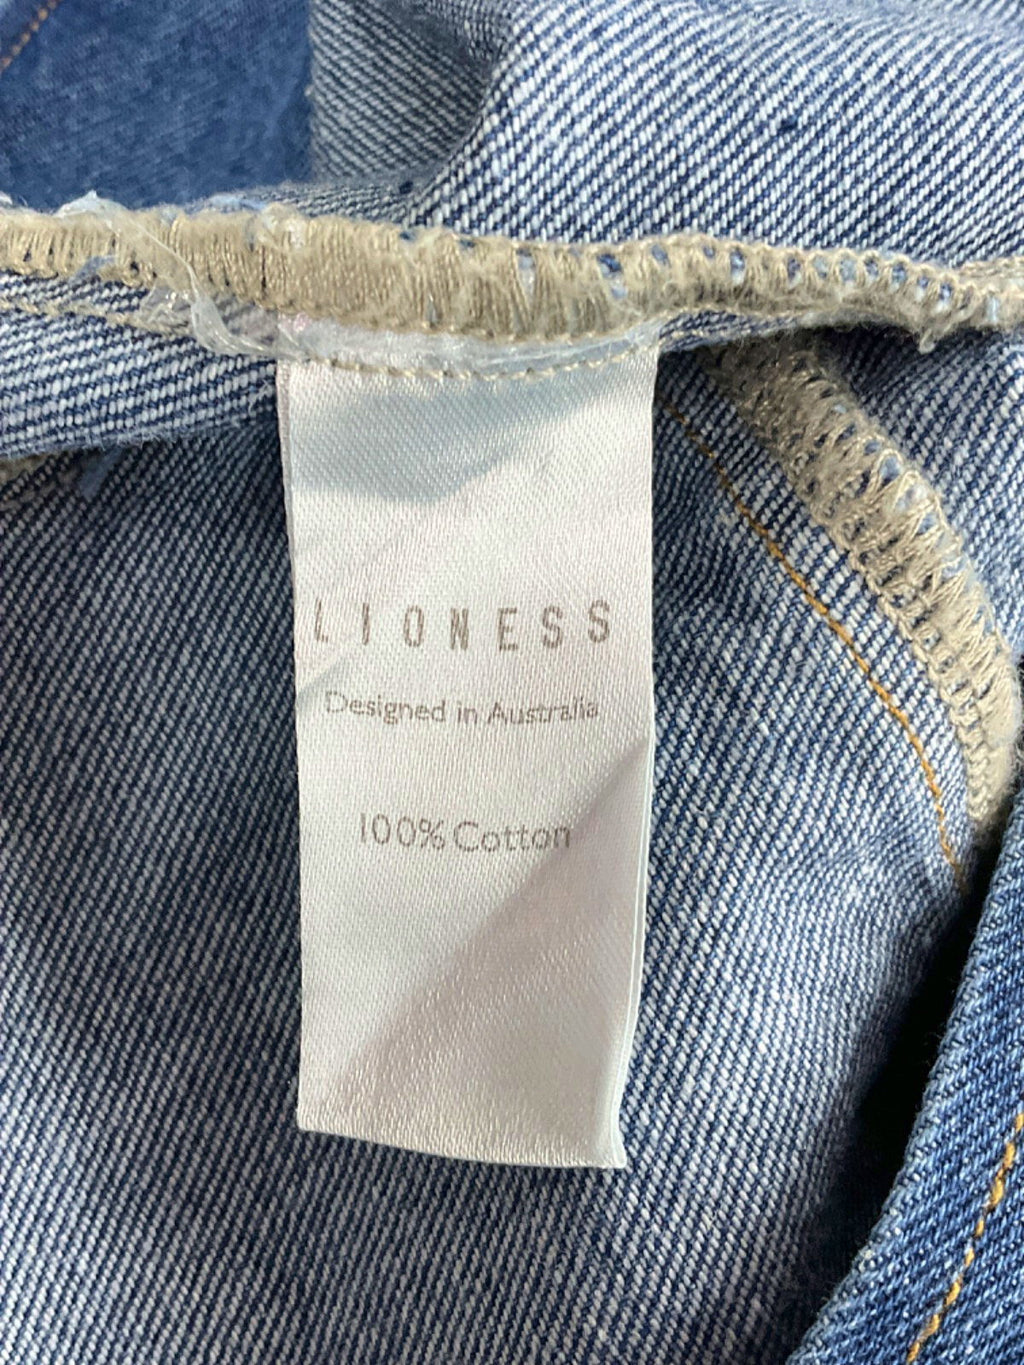 LIONESS
Designed in Australia
100% Cotton